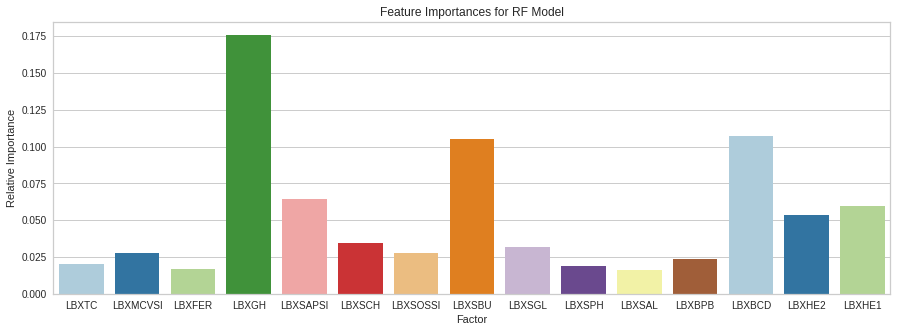 Feature Importances for RF Model
Relative Importance
0.175
0.150
0.125
0.100
0.075
0.050
0.025
0.000
LBXTC LBXMCVSI LBXFER LBXGH LBXSAPSI LBXSCH LBXSOSSI LBXSBU LBXSGL LBXSPH LBXSAL LBXBPB LBXBCD LBXHE2 LBXHE1
Factor